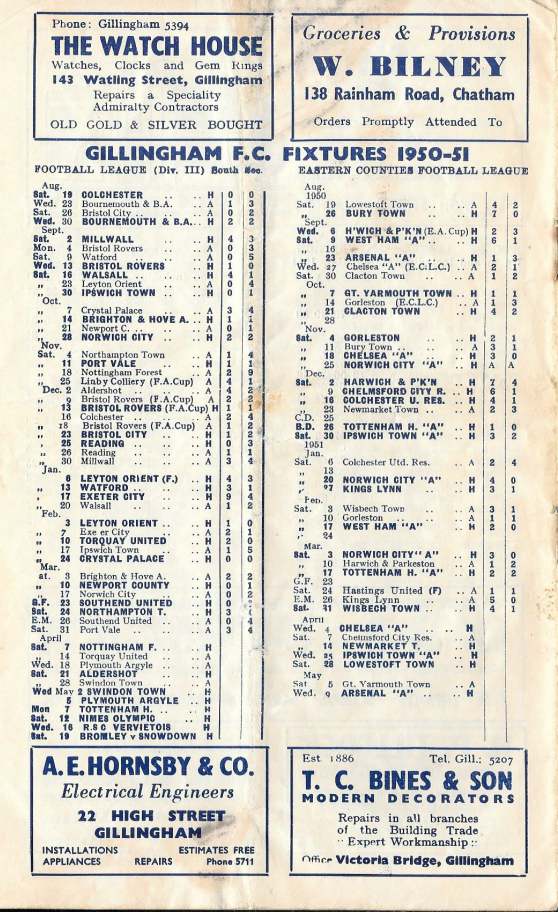 Phone: Gillingham 5394
THE WATCH HOUSE
Watches, Clocks and Gem Rings
143 Watling Street, Gillingham
Repairs a Speciality
Admiralty Contractors
OLD GOLD & SILVER BOUGHT
Groceries & Provisions
W. BILNEY
138 Rainham Road, Chatham
Orders Promptly Attended To
GILLINGHAM F.C. FIXTURES 1950-51
FOOTBALL LEAGUE (Div. III) South Sec.
Aug.
Sat. 19 COLCHESTER .. .. H 0 0
Wed. 23 Bournemouth & B.A. .. A 1 3
Sat. 26 Bristol City .. .. A 0 2
Wed. 30 BOURNEMOUTH & B.A. .. H 2 2
Sept.
Sat. 2 MILLWALL .. .. H 4 3
Mon. 4 Bristol Rovers .. .. A 0 3
Sat. 9 Watford .. .. A 0 5
Wed. 13 BRISTOL ROVERS .. H 1 0
Sat. 16 WALSALL .. .. H 4 1
„ 23 Leyton Orient .. .. A 0 4
„ 30 IPSWICH TOWN .. .. H 0 1
Oct.
„ 7 Crystal Palace .. .. A 3 4
„ 14 BRIGHTON & HOVE A. .. H 1 1
„ 21 Newport C. .. .. A 0 1
„ 28 NORWICH CITY .. .. H 2 2
Nov.
Sat. 4 Northampton Town .. A 1 4
„ 11 PORT VALE .. .. H 1 1
„ 18 Nottingham Forest .. A 2 9
„ 25 Linby Colliery (F.A.Cup) A 4 1
Dec. 2 Aldershot .. .. A 4 2
„ 9 Bristol Rovers (F.A.Cup) A 2 2
„ 13 BRISTOL ROVERS (F.A.Cup) H 1 1
„ 16 Colchester .. .. A 2 4
„ 18 Bristol Rovers (F.A.Cup) A 1 2
„ 23 BRISTOL CITY .. .. H 1 2
„ 25 READING .. .. H 0 3
„ 26 Reading .. .. A 1 1
„ 30 Millwall .. .. A 3 4
Jan.
„ 6 LEYTON ORIENT (F.) .. H 4 3
„ 13 WATFORD .. .. H 3 1
„ 17 EXETER CITY .. .. H 9 4
„ 20 Walsall .. .. A 1 2
Feb.
„ 3 LEYTON ORIENT .. .. H 1 0
„ 7 Exeter City .. .. A 2 1
„ 10 TORQUAY UNITED .. H 2 0
„ 17 Ipswich Town .. .. A 1 5
„ 24 CRYSTAL PALACE .. H 0 0
Mar.
at. 3 Brighton & Hove A. .. A 2 2
„ 10 NEWPORT COUNTY .. H 0 1
„ 17 Norwich City .. .. A 0 2
G.F. 23 SOUTHEND UNITED .. H 0
Sat. 24 NORTHAMPTON T. .. H 3 1
E.M. 26 Southend United .. A 0 4
Sat. 31 Port Vale .. .. A 3 4
April
Sat. 7 NOTTINGHAM F. .. .. H
„ 14 Torquay United .. .. A
Wed. 18 Plymouth Argyle .. .. A
Sat. 21 ALDERSHOT .. .. H
„ 28 Swindon Town .. .. A
Wed May 2 SWINDON TOWN .. H
5 PLYMOUTH ARGYLE .. H
Mon 7 TOTTENHAM H. .. .. H
Sat. 12 NIMES OLYMPIC .. H
Wed. 16 R.S C VERVIETOIS .. H
Sat. 19 BROMLEY v SNOWDOWN H
EASTERN COUNTIES FOOTBALL LEAGUE
Aug.
1950
Sat. 19 Lowestoft Town .. .. A 4 2
„ 26 BURY TOWN .. .. H 7 0
Sept.
Wed. 6 H'WICH & P'K'N (E.A. Cup) H 2 3
Sat. 9 WEST HAM "A" .. .. H 6 1
„ 16
„ 23 ARSENAL "A" .. .. H 1 3
Wed. 27 Chelsea "A" (E.C.L.C.) .. A 2 1
Sat. 30 Clacton Town .. .. A 1 2
Oct.
„ 7 GT. YARMOUTH TOWN .. H 1 1
„ 14 Gorleston (E.C.L.C.) .. A 1 3
„ 21 CLACTON TOWN .. .. H 4 2
„ 28
Nov.
Sat. 4 GORLESTON .. .. H 2 1
„ 11 Bury Town .. .. A 3 1
„ 18 CHELSEA "A" .. .. H 3 0
„ 25 NORWICH CITY "A" .. H A A
Dec.
Sat. 2 HARWICH & P'K'N .. H 7 4
„ 9 CHELMSFORD CITY R. .. H 6 1
„ 16 COLCHESTER U. RES. .. H 4 1
„ 23 Newmarket Town .. A 2 3
C.D. 25
B.D. 26 TOTTENHAM H. "A" .. H 1 0
Sat. 30 IPSWICH TOWN "A" .. H 3 2
1951
Jan.
Sat. 6 Colchester Utd. Res. .. A 2 4
„ 13
„ 20 NORWICH CITY "A" .. H 4 0
„ 27 KINGS LYNN .. .. H 3 1
Feb.
Sat. 3 Wisbech Town .. .. A 3 1
„ 10 Gorleston .. .. A 1 1
„ 17 WEST HAM "A" .. .. H 2 0
„ 24
Mar.
Sat. 3 NORWICH CITY "A" .. H 3 0
„ 10 Harwich & Parkeston .. A 1 2
„ 17 TOTTENHAM H. "A" .. H 2 2
G.F. 23
Sat. 24 Hastings United (F) .. A 1 1
E.M. 26 Kings Lynn .. .. A 5 0
Sat. 31 WISBECH TOWN .. .. H 4 1
April
Wed. 4 CHELSEA "A" .. .. H
Sat. 7 Chelmsford City Res. .. A
„ 14 NEWMARKET T. .. H
Wed. 25 IPSWICH TOWN "A" .. H
Sat. 28 LOWESTOFT TOWN .. H
May
Sat 5 Gt. Yarmouth Town .. A
Wed. 9 ARSENAL "A" .. .. H
A. E. HORNSBY & CO.
Electrical Engineers
22 HIGH STREET
GILLINGHAM
INSTALLATIONS ESTIMATES FREE
APPLIANCES REPAIRS Phone 5711
Est 1886 Tel. Gill.: 5207
T. C. BINES & SON
MODERN DECORATORS
Repairs in all branches
of the Building Trade
:: Expert Workmanship ::
Office Victoria Bridge, Gillingham